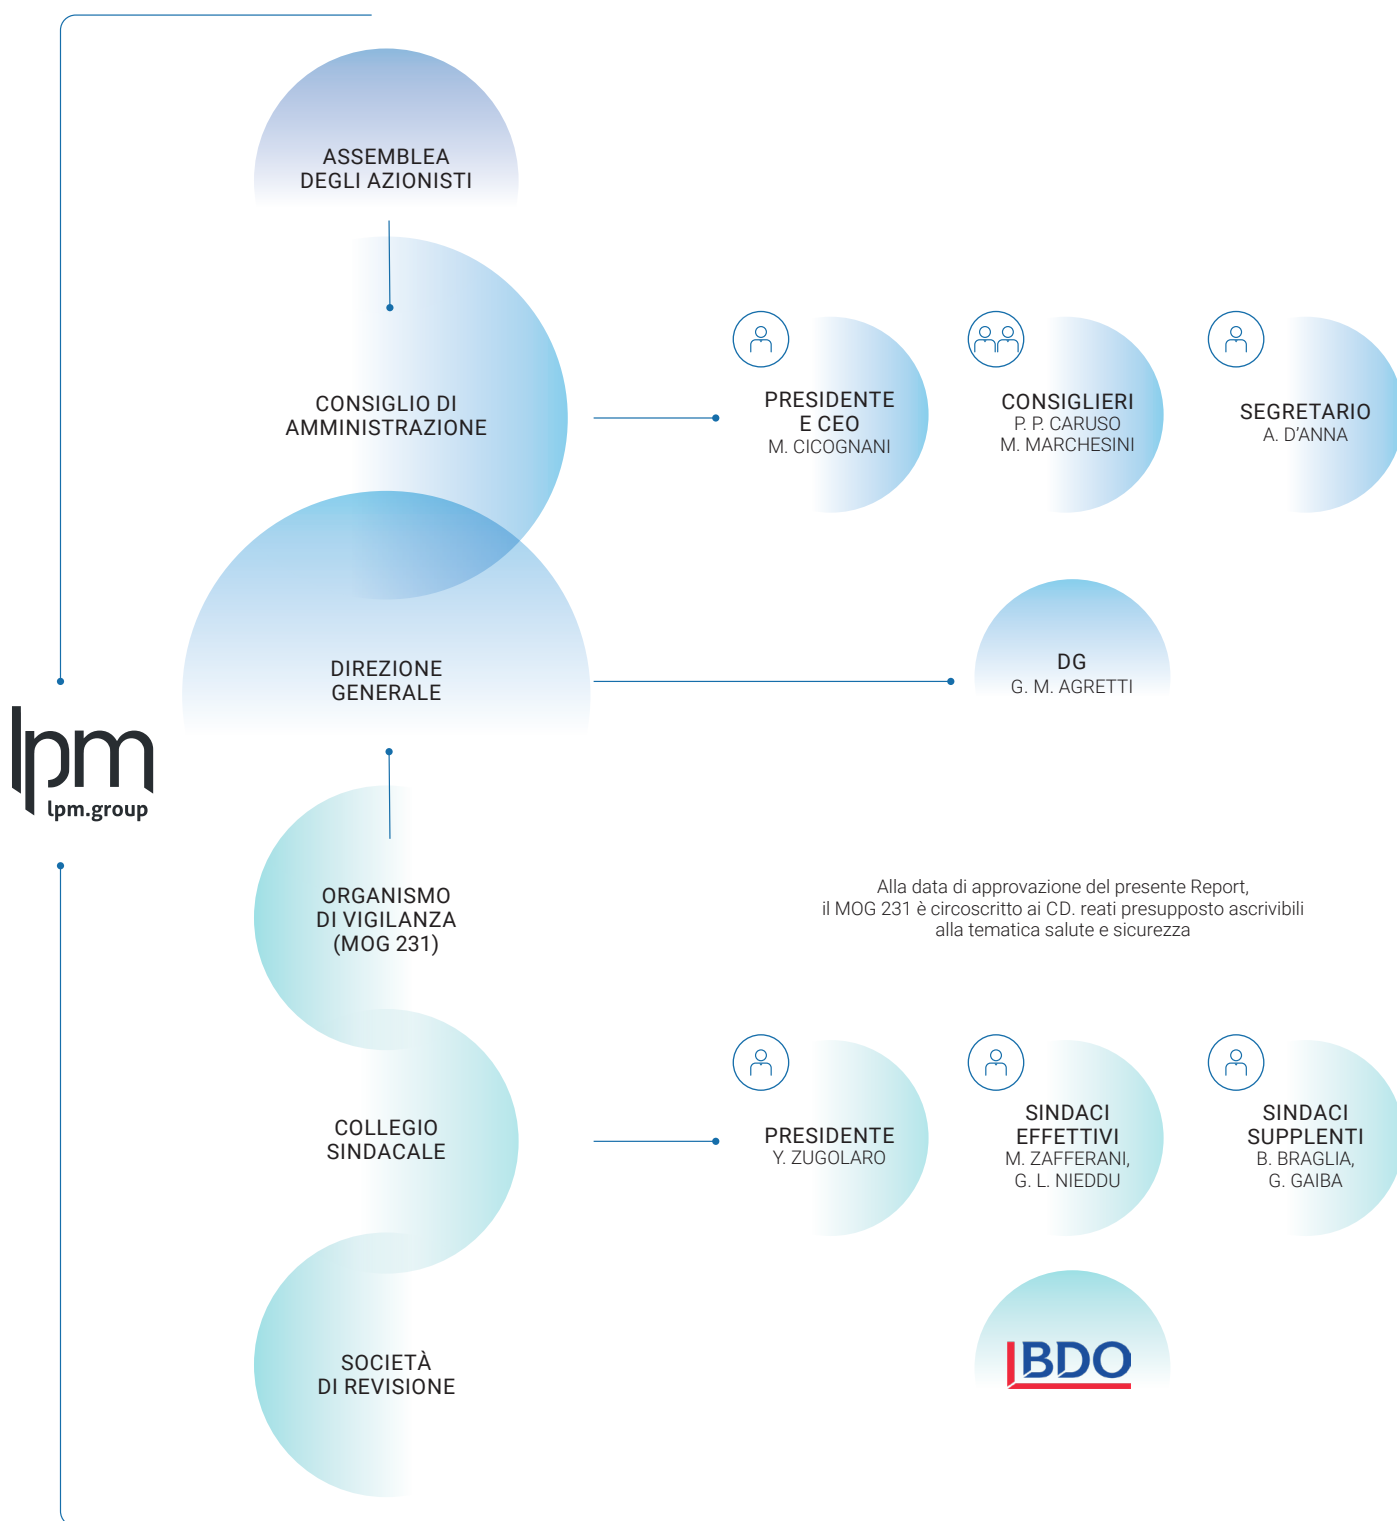 ASSEMBLEA
DEGLI AZIONISTI
CONSIGLIO DI
AMMINISTRAZIONE
PRESIDENTE
E CEO
M. CICOGNANI
CONSIGLIERI
P. P. CARUSO
M. MARCHESINI
SEGRETARIO
A. D'ANNA
DIREZIONE
GENERALE
DG
G. M. AGRETTI
lpm
lpm.group
ORGANISMO
DI VIGILANZA
(MOG 231)
Alla data di approvazione del presente Report,
il MOG 231 è circoscritto ai CD. reati presupposto ascrivibili
alla tematica salute e sicurezza
COLLEGIO
SINDACALE
PRESIDENTE
Y. ZUGOLARO
SINDACI
EFFETTIVI
M. ZAFFERANI,
G. L. NIEDDU
SINDACI
SUPPLENTI
B. BRAGLIA,
G. GAIBA
SOCIETÀ
DI REVISIONE
BDO